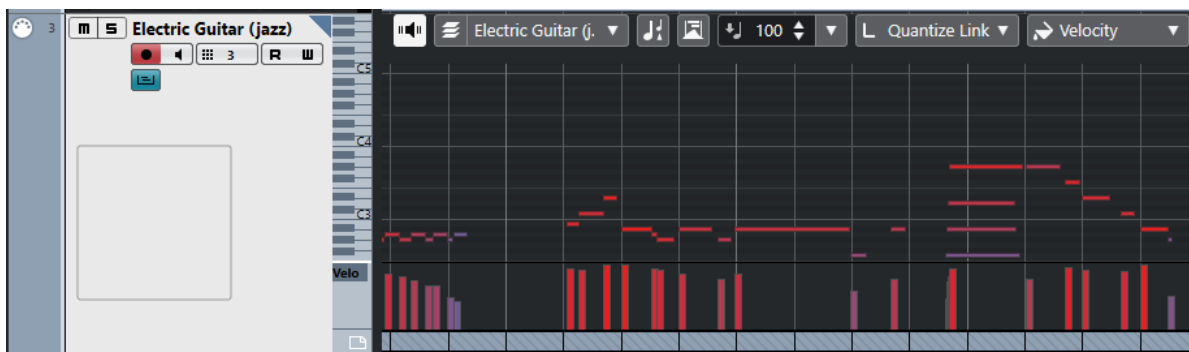 3 m S Electric Guitar (jazz)
3 R W
Electric Guitar (j. 100 L Quantize Link Velocity
C5
C4
C3
Velo